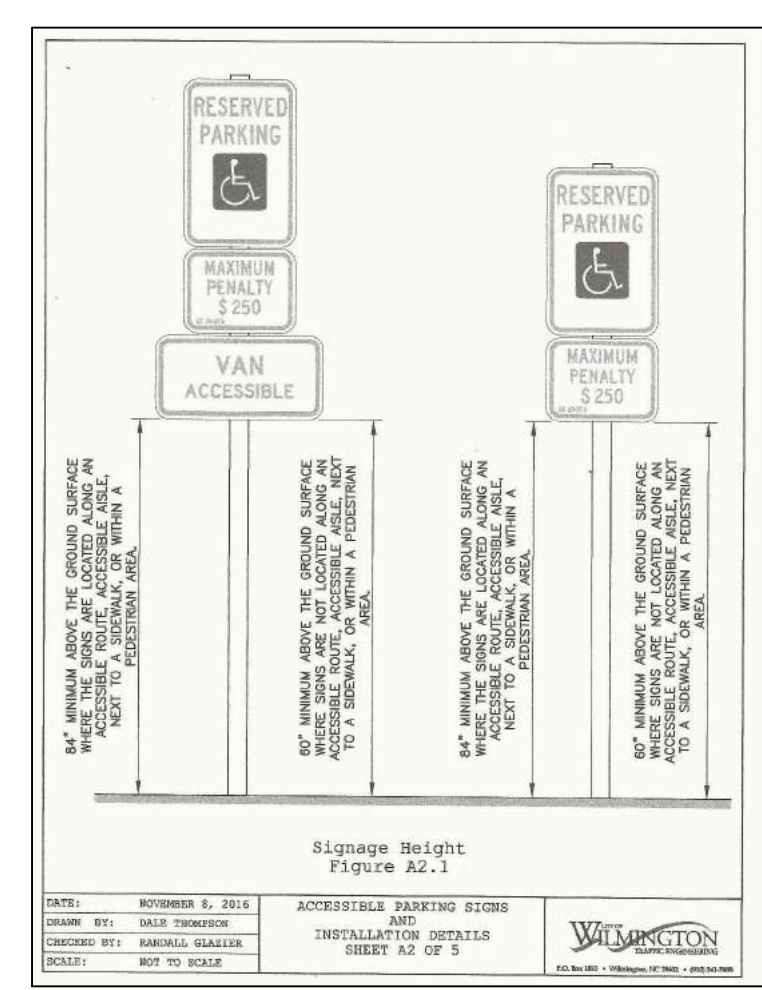 RESERVED
PARKING
MAXIMUM
PENALTY
$ 250
VAN
ACCESSIBLE
RESERVED
PARKING
MAXIMUM
PENALTY
$ 250
84" MINIMUM ABOVE THE GROUND SURFACE
WHERE THE SIGNS ARE LOCATED ALONG AN
ACCESSIBLE ROUTE, ACCESSIBLE AISLE,
NEXT TO A SIDEWALK, OR WITHIN A
PEDESTRIAN AREA.
60" MINIMUM ABOVE THE GROUND SURFACE
WHERE SIGNS ARE NOT LOCATED ALONG AN
ACCESSIBLE ROUTE, ACCESSIBLE AISLE, NEXT
TO A SIDEWALK, OR WITHIN A PEDESTRIAN
AREA.
84" MINIMUM ABOVE THE GROUND SURFACE
WHERE THE SIGNS ARE LOCATED ALONG AN
ACCESSIBLE ROUTE, ACCESSIBLE AISLE,
NEXT TO A SIDEWALK, OR WITHIN A
PEDESTRIAN AREA.
60" MINIMUM ABOVE THE GROUND SURFACE
WHERE SIGNS ARE NOT LOCATED ALONG AN
ACCESSIBLE ROUTE, ACCESSIBLE AISLE, NEXT
TO A SIDEWALK, OR WITHIN A PEDESTRIAN
AREA.
Signage Height
Figure A2.1
DATE: NOVEMBER 8, 2016
DRAWN BY: DALE THOMPSON
CHECKED BY: RANDALL GLAZIER
SCALE: NOT TO SCALE
ACCESSIBLE PARKING SIGNS
AND
INSTALLATION DETAILS
SHEET A2 OF 5
CITY OF
WILMINGTON
TRAFFIC ENGINEERING
P.O. Box 1810 • Wilmington, NC 28402 •